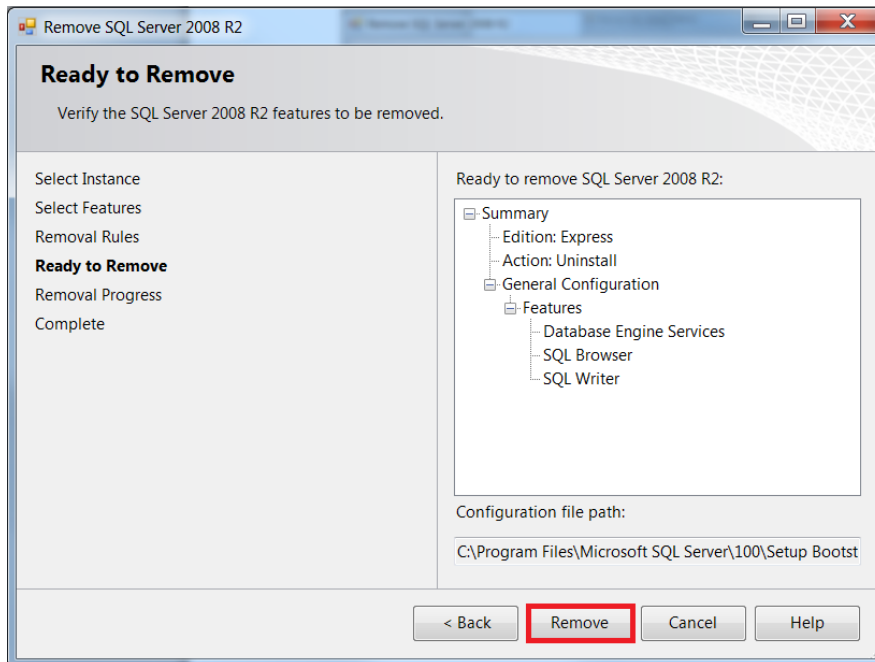 Remove SQL Server 2008 R2
Ready to Remove
Verify the SQL Server 2008 R2 features to be removed.
Select Instance
Select Features
Removal Rules
Ready to Remove
Removal Progress
Complete
Ready to remove SQL Server 2008 R2:
Summary
Edition: Express
Action: Uninstall
General Configuration
Features
Database Engine Services
SQL Browser
SQL Writer
Configuration file path:
C:\Program Files\Microsoft SQL Server\100\Setup Bootst
< Back Remove Cancel Help